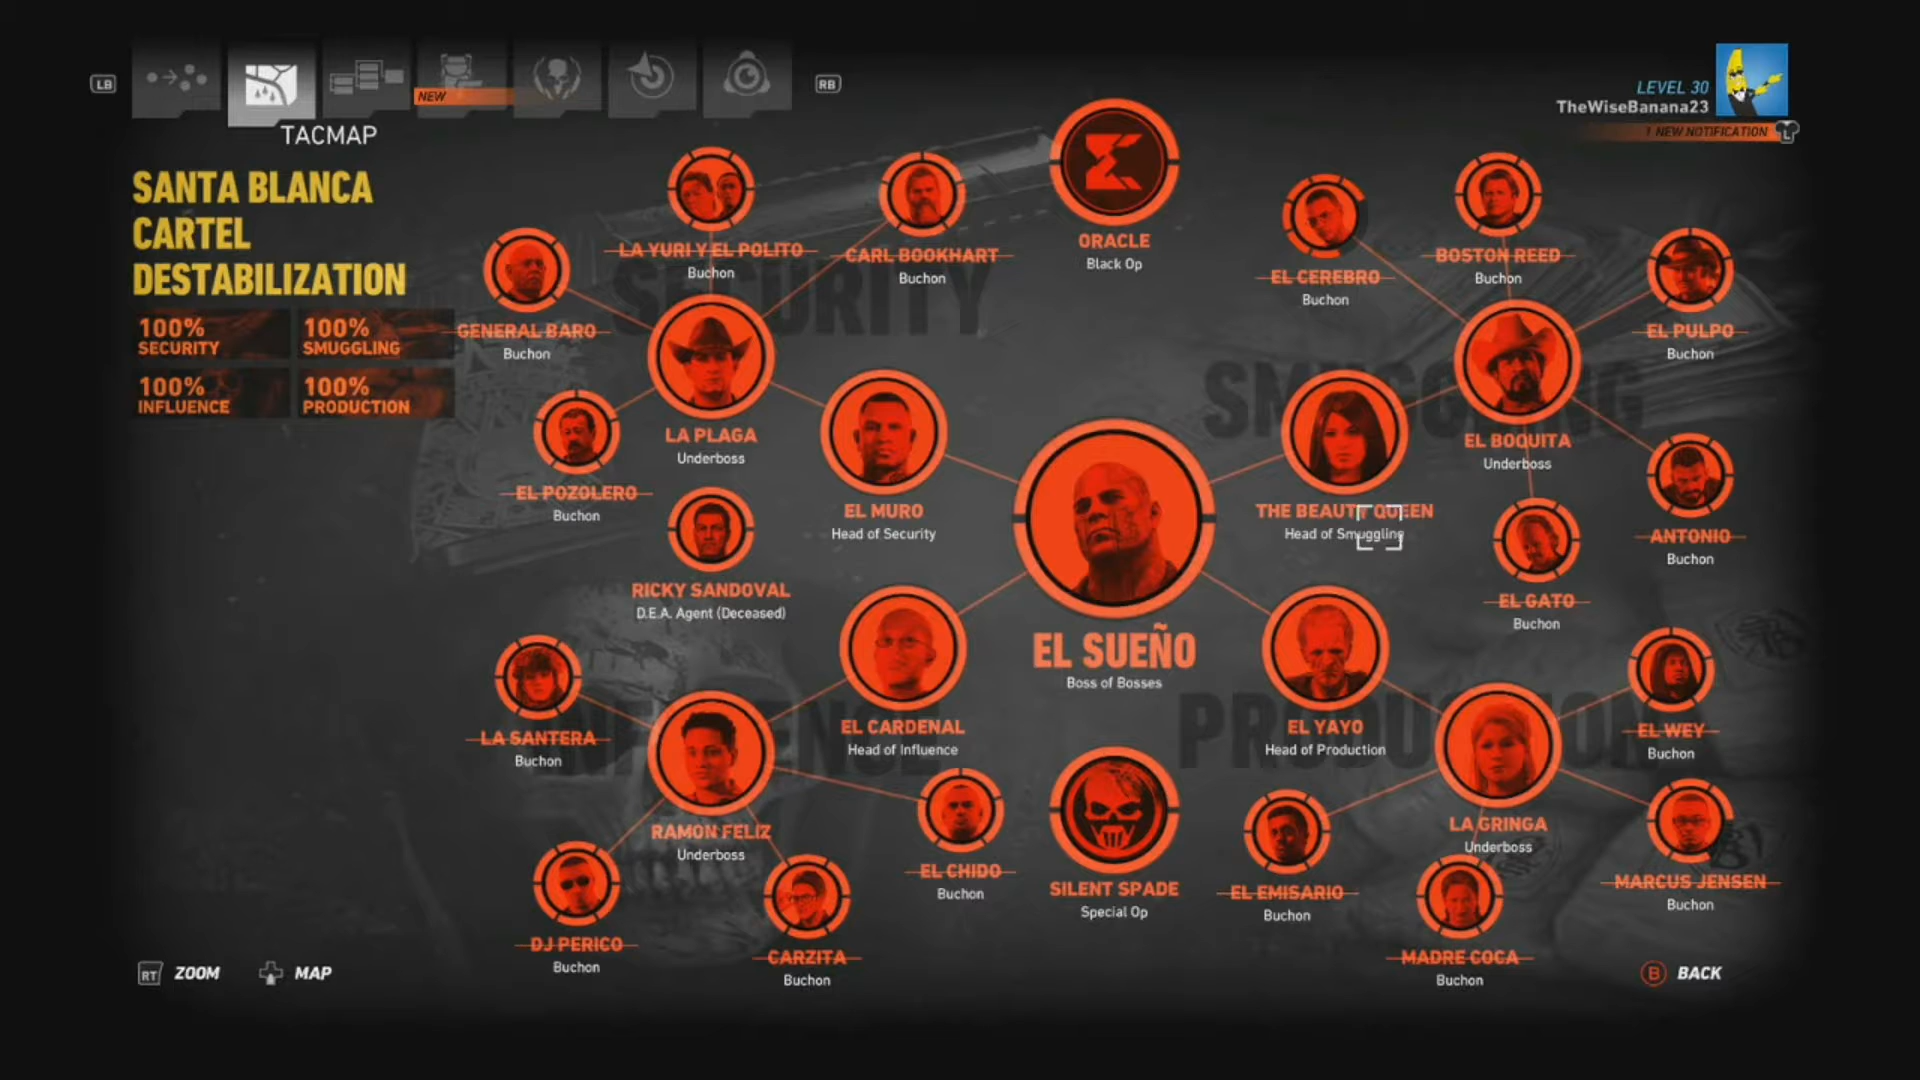 LB
NEW
RB
LEVEL 30
TheWiseBanana23
1 NEW NOTIFICATION
L
TACMAP
SANTA BLANCA
CARTEL
DESTABILIZATION
100%
SECURITY
100%
SMUGGLING
100%
INFLUENCE
100%
PRODUCTION
SECURITY
SMUGGLING
INFLUENCE
PRODUCTION
LA YURI Y EL POLITO
Buchon
CARL BOOKHART
Buchon
ORACLE
Black Op
EL CEREBRO
Buchon
BOSTON REED
Buchon
GENERAL BARO
Buchon
EL PULPO
Buchon
LA PLAGA
Underboss
EL BOQUITA
Underboss
EL POZOLERO
Buchon
EL MURO
Head of Security
THE BEAUTY QUEEN
Head of Smuggling
ANTONIO
Buchon
RICKY SANDOVAL
D.E.A. Agent (Deceased)
EL GATO
Buchon
EL SUEÑO
Boss of Bosses
LA SANTERA
Buchon
EL CARDENAL
Head of Influence
EL YAYO
Head of Production
EL WEY
Buchon
RAMON FELIZ
Underboss
LA GRINGA
Underboss
EL CHIDO
Buchon
SILENT SPADE
Special Op
EL EMISARIO
Buchon
MARCUS JENSEN
Buchon
DJ PERICO
Buchon
CARZITA
Buchon
MADRE COCA
Buchon
RT ZOOM
MAP
B BACK